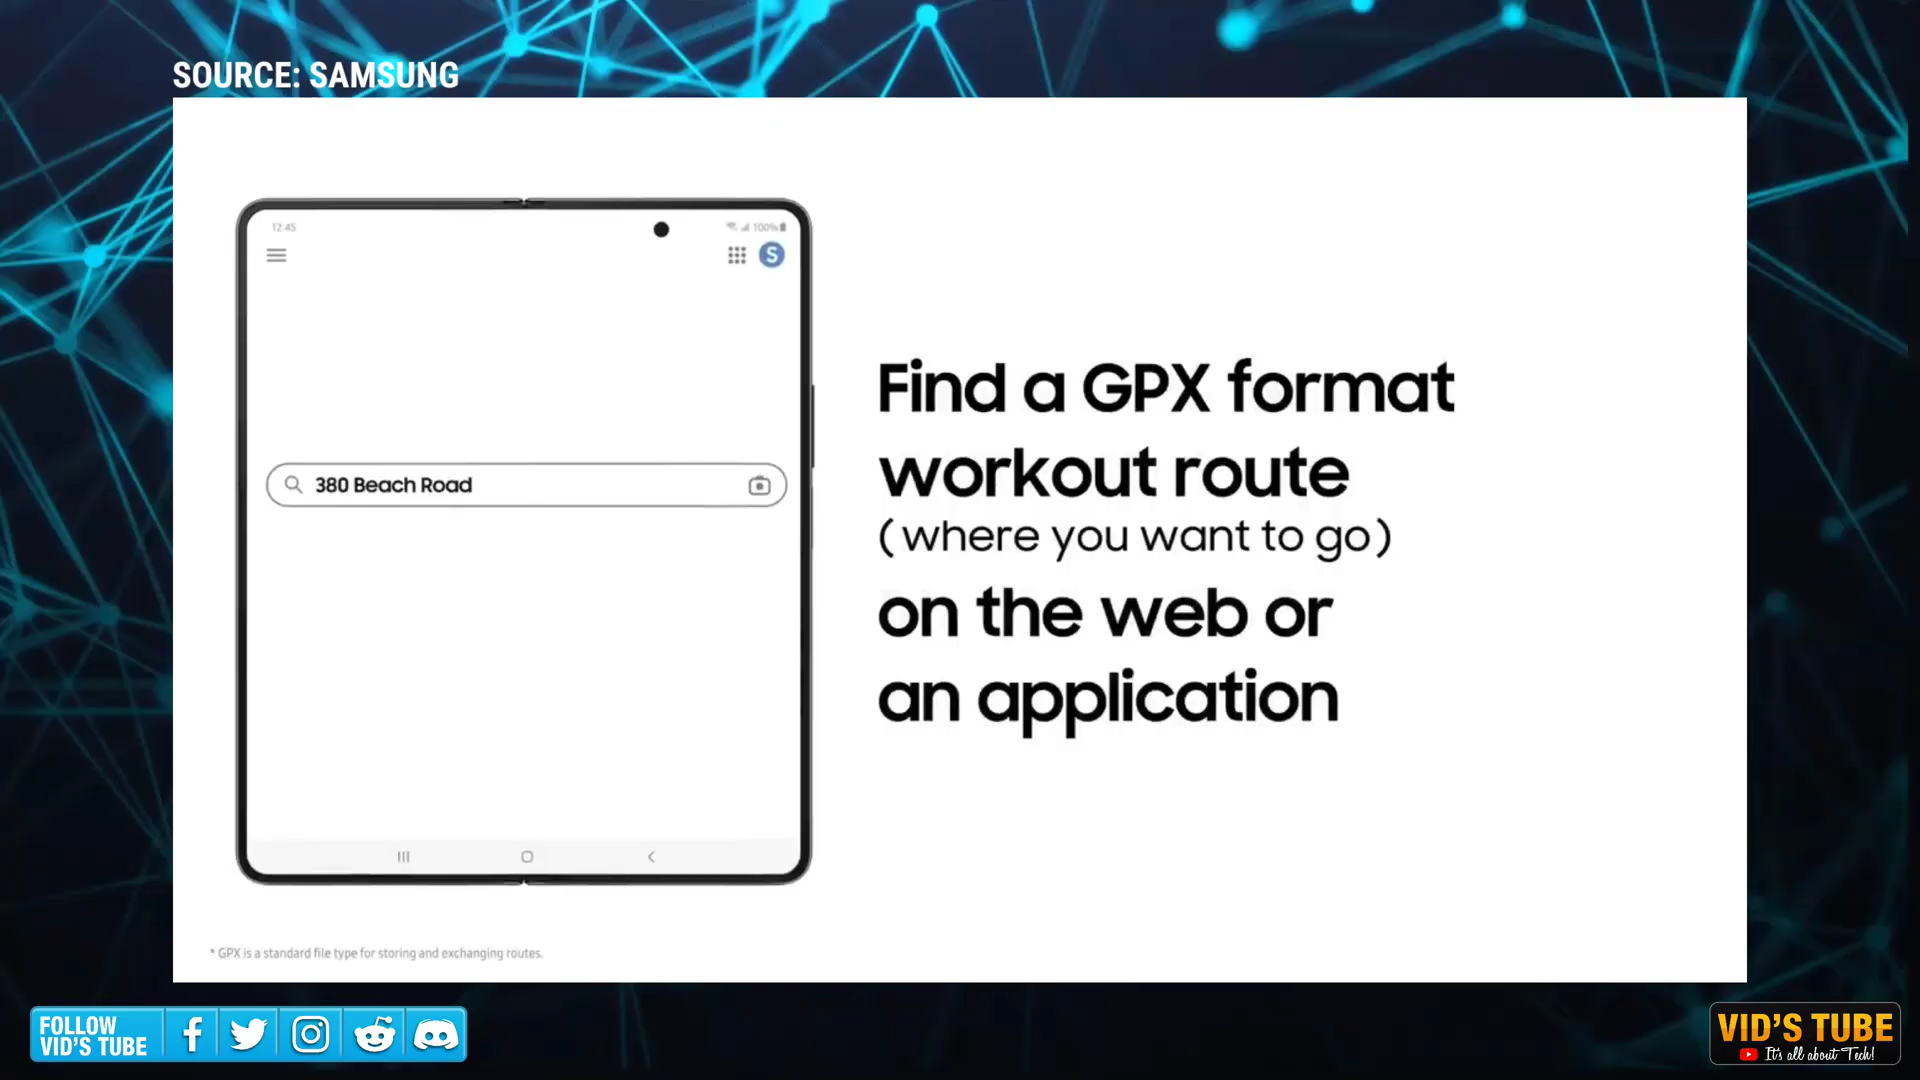 SOURCE: SAMSUNG
12:45
100%
S
380 Beach Road
Find a GPX format
workout route
(where you want to go)
on the web or
an application
* GPX is a standard file type for storing and exchanging routes.
FOLLOW
VID'S TUBE
VID'S TUBE
It's all about Tech!